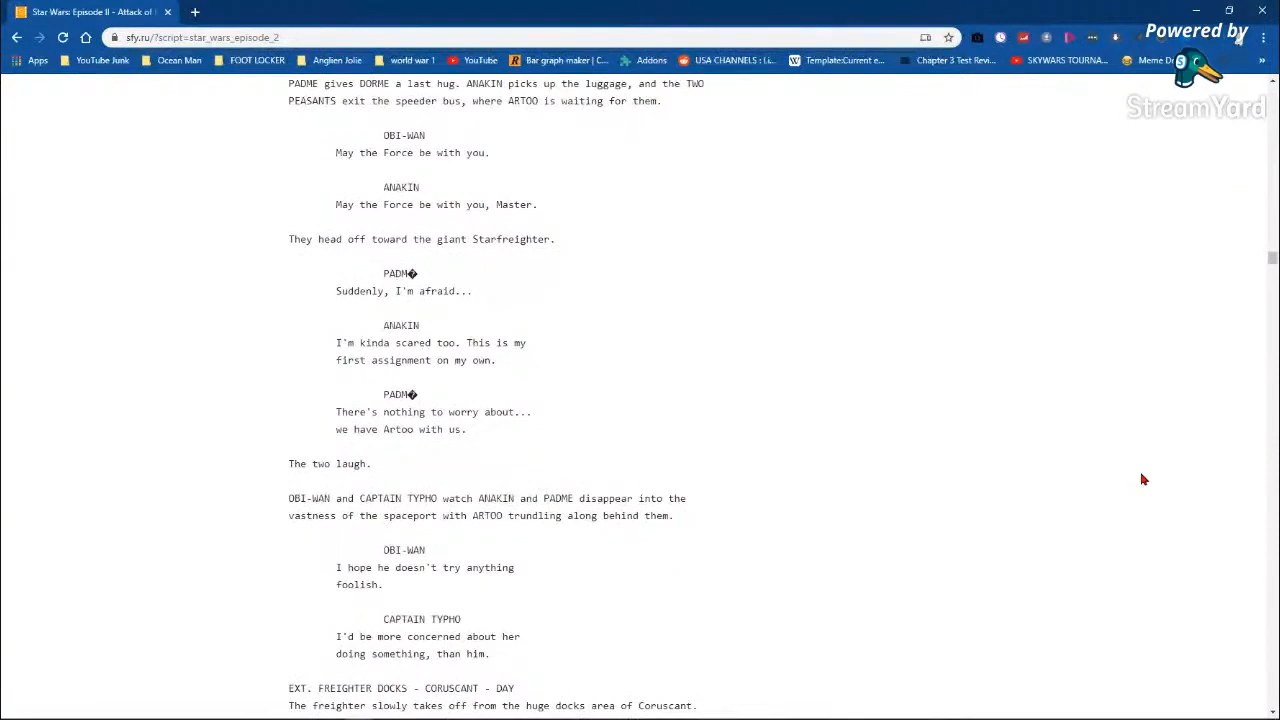 Star Wars: Episode II - Attack of
sfy.ru/?script=star_wars_episode_2
Powered by
Apps YouTube Junk Ocean Man FOOT LOCKER Anglien Jolie world war 1 YouTube Bar graph maker | C... Addons USA CHANNELS : Template:Current e... Chapter 3 Test Revi... SKYWARS TOURNA... Meme
StreamYard
PADME gives DORME a last hug. ANAKIN picks up the luggage, and the TWO
PEASANTS exit the speeder bus, where ARTOO is waiting for them.
OBI-WAN
May the Force be with you.
ANAKIN
May the Force be with you, Master.
They head off toward the giant Starfreighter.
PADM�
Suddenly, I'm afraid...
ANAKIN
I'm kinda scared too. This is my
first assignment on my own.
PADM�
There's nothing to worry about...
we have Artoo with us.
The two laugh.
OBI-WAN and CAPTAIN TYPHO watch ANAKIN and PADME disappear into the
vastness of the spaceport with ARTOO trundling along behind them.
OBI-WAN
I hope he doesn't try anything
foolish.
CAPTAIN TYPHO
I'd be more concerned about her
doing something, than him.
EXT. FREIGHTER DOCKS - CORUSCANT - DAY
The freighter slowly takes off from the huge docks area of Coruscant.